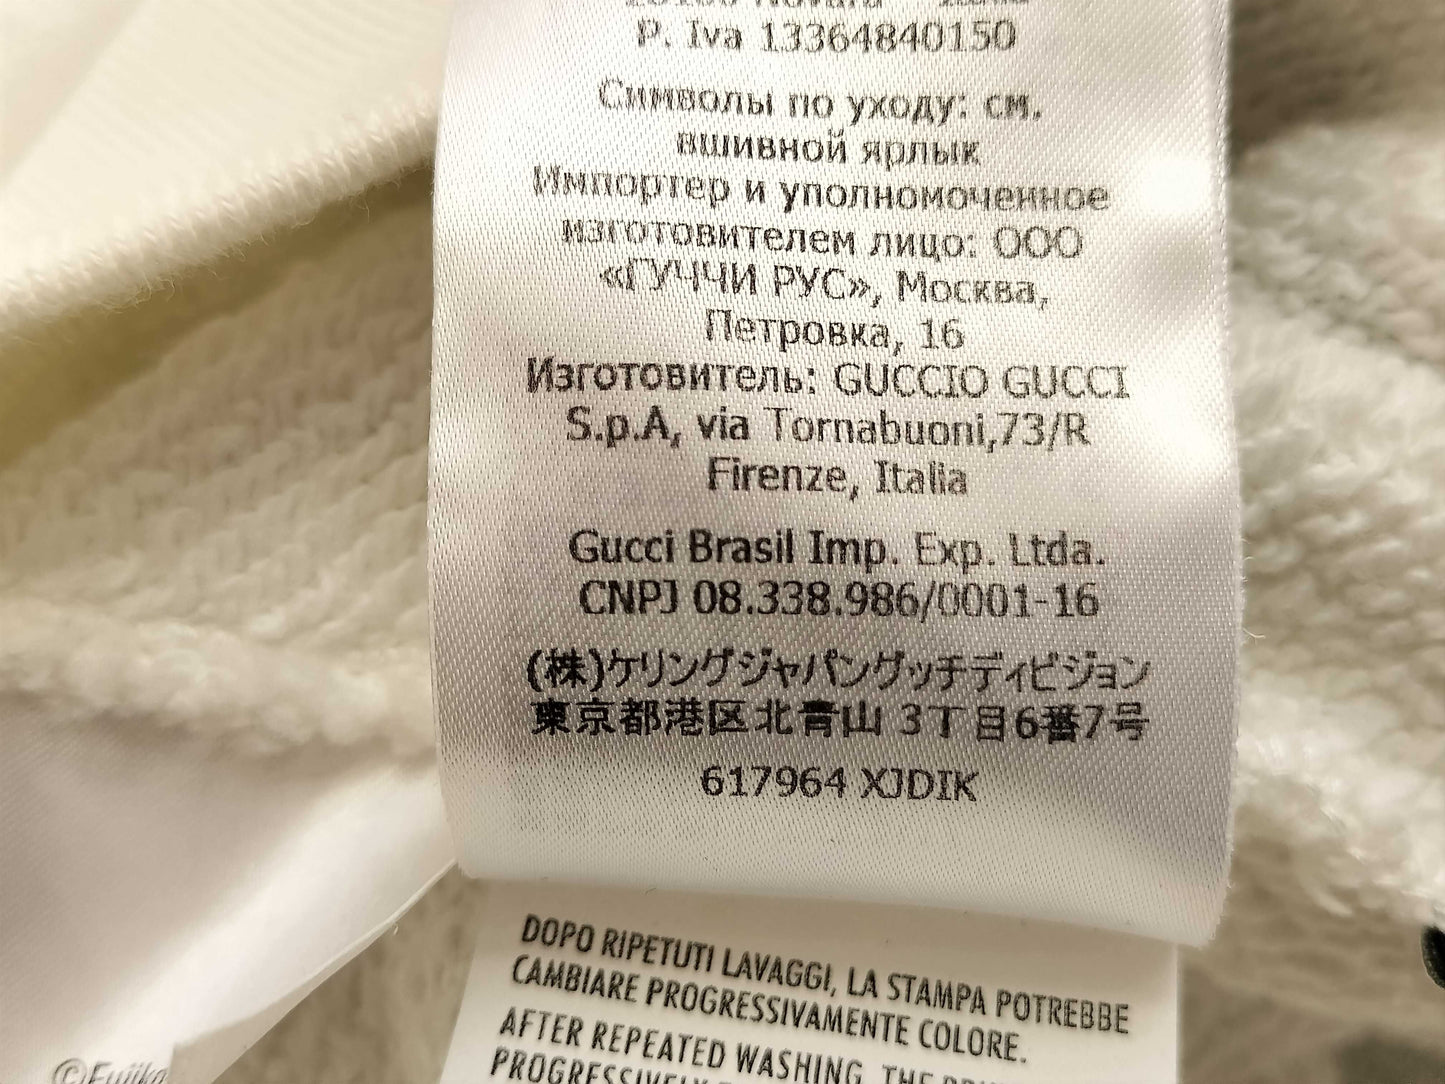 P. Iva 13364840150
Символы по уходу: см.
вшивной ярлык
Импортер и уполномоченное
изготовителем лицо: ООО
«ГУЧЧИ РУС», Москва,
Петровка, 16
Изготовитель: GUCCIO GUCCI
S.p.A, via Tornabuoni,73/R
Firenze, Italia
Gucci Brasil Imp. Exp. Ltda.
CNPJ 08.338.986/0001-16
(株)ケリングジャパングッチディビジョン
東京都港区北青山 3丁目6番7号
617964 XJDIK
DOPO RIPETUTI LAVAGGI, LA STAMPA POTREBBE
CAMBIARE PROGRESSIVAMENTE COLORE.
AFTER REPEATED WASHING, THE
PROGRESSIVELY
©Fujiko